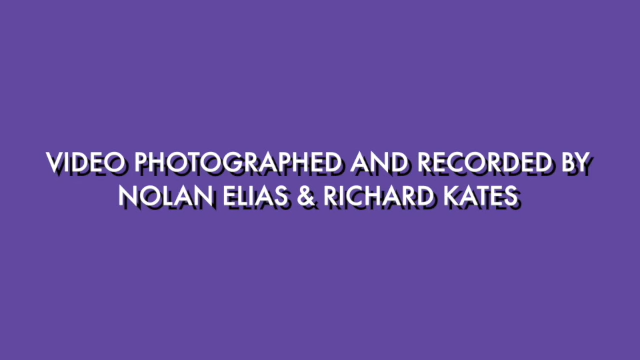 VIDEO PHOTOGRAPHED AND RECORDED BY
NOLAN ELIAS & RICHARD KATES